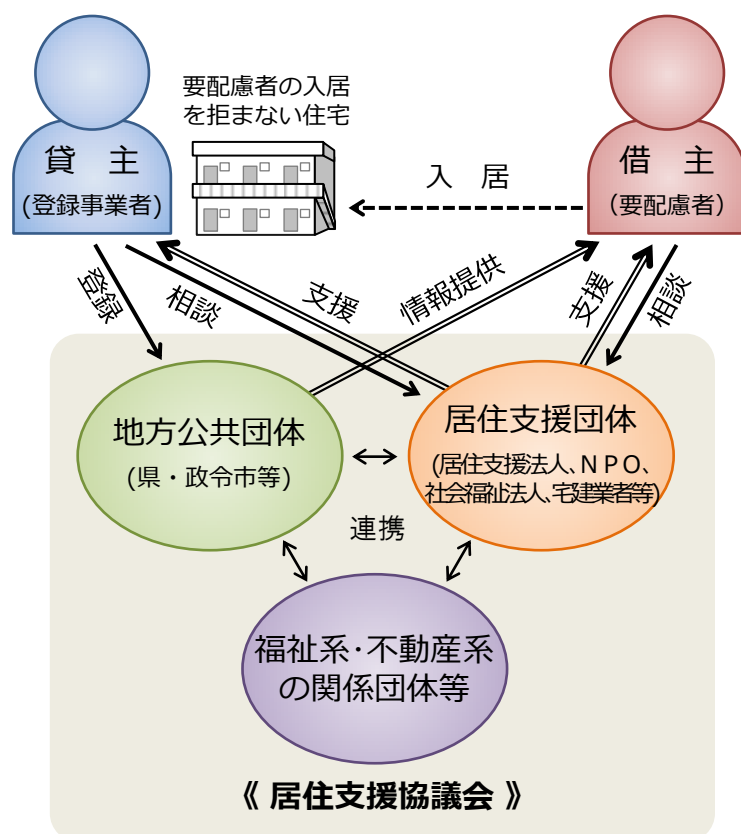 要配慮者の入居
を拒まない住宅
貸　主
(登録事業者)
借　主
（要配慮者）
入　居
登録
相談
支援
情報提供
支援
相談
地方公共団体
(県・政令市等)
居住支援団体
(居住支援法人、ＮＰＯ、
社会福祉法人、宅建業者等)
連携
福祉系・不動産系
の関係団体等
《 居住支援協議会 》